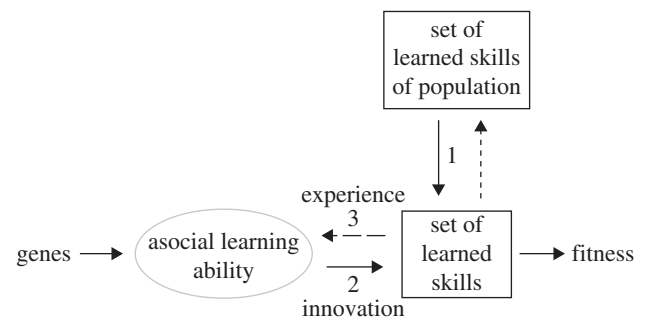 set of
learned skills
of population
1
experience
3
genes
asocial learning
ability
set of
learned
skills
fitness
2
innovation